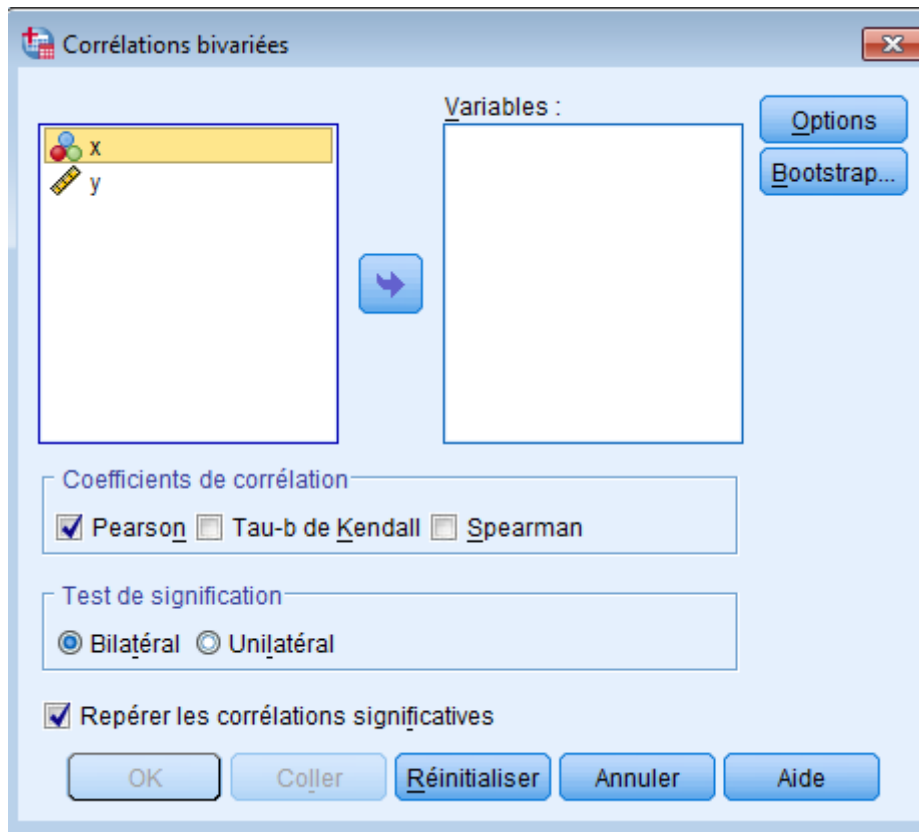 Corrélations bivariées
Variables :
x
y
Options
Bootstrap...
Coefficients de corrélation
Pearson Tau-b de Kendall Spearman
Test de signification
Bilatéral Unilatéral
Repérer les corrélations significatives
OK Coller Réinitialiser Annuler Aide